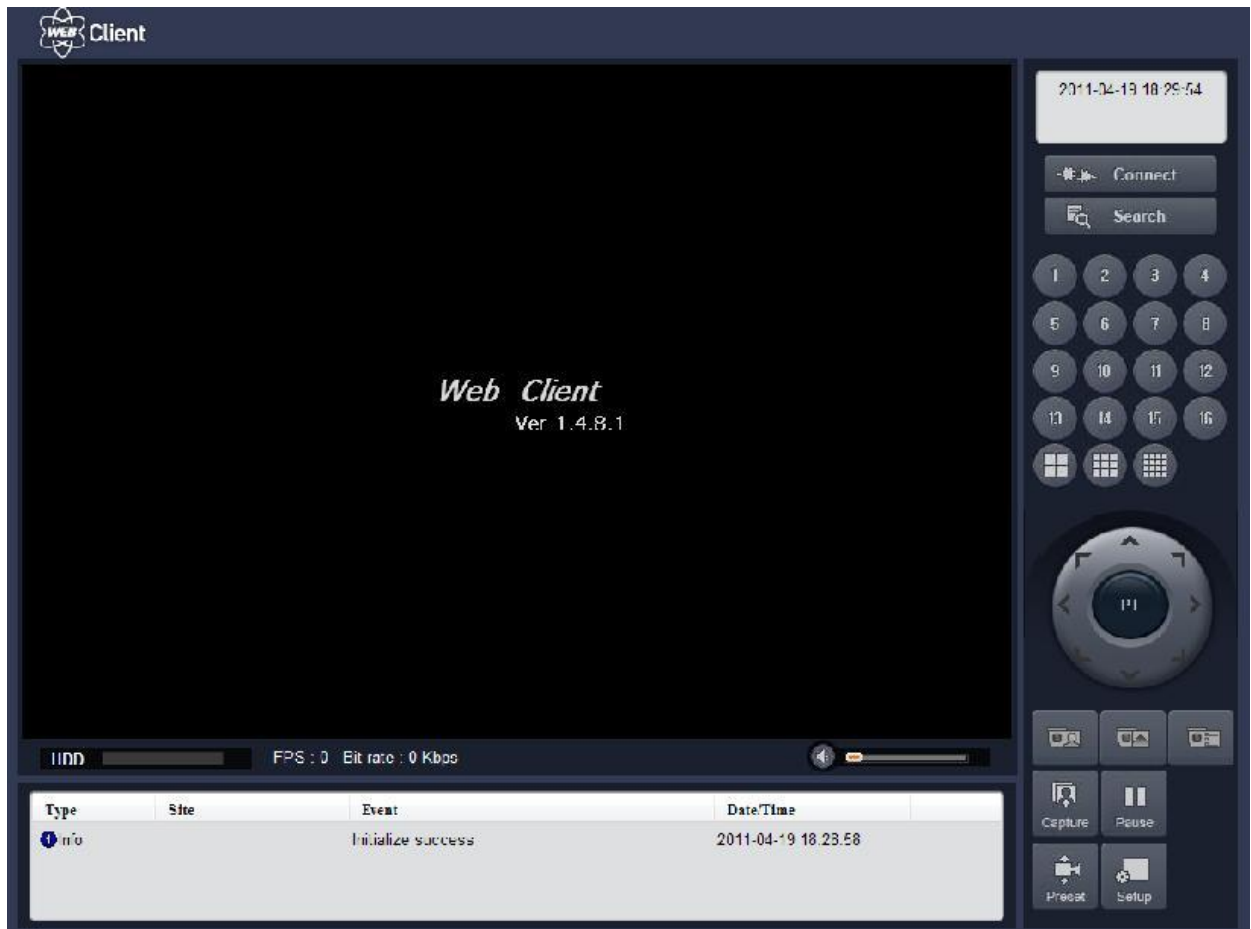 WEB Client
2011-04-19 18:29:54
Connect
Search
1 2 3 4
5 6 7 8
9 10 11 12
13 14 15 16
Web Client
Ver 1.4.8.1
HDD
FPS : 0 Bit rate : 0 Kbps
Type Site Event Date/Time
Info Initialize success 2011-04-19 18:28:58
Capture Pause
Preset Setup